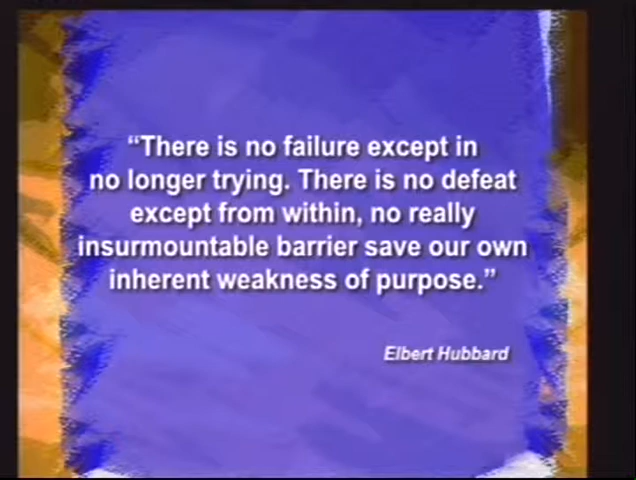 “There is no failure except in
no longer trying. There is no defeat
except from within, no really
insurmountable barrier save our own
inherent weakness of purpose.”
Elbert Hubbard